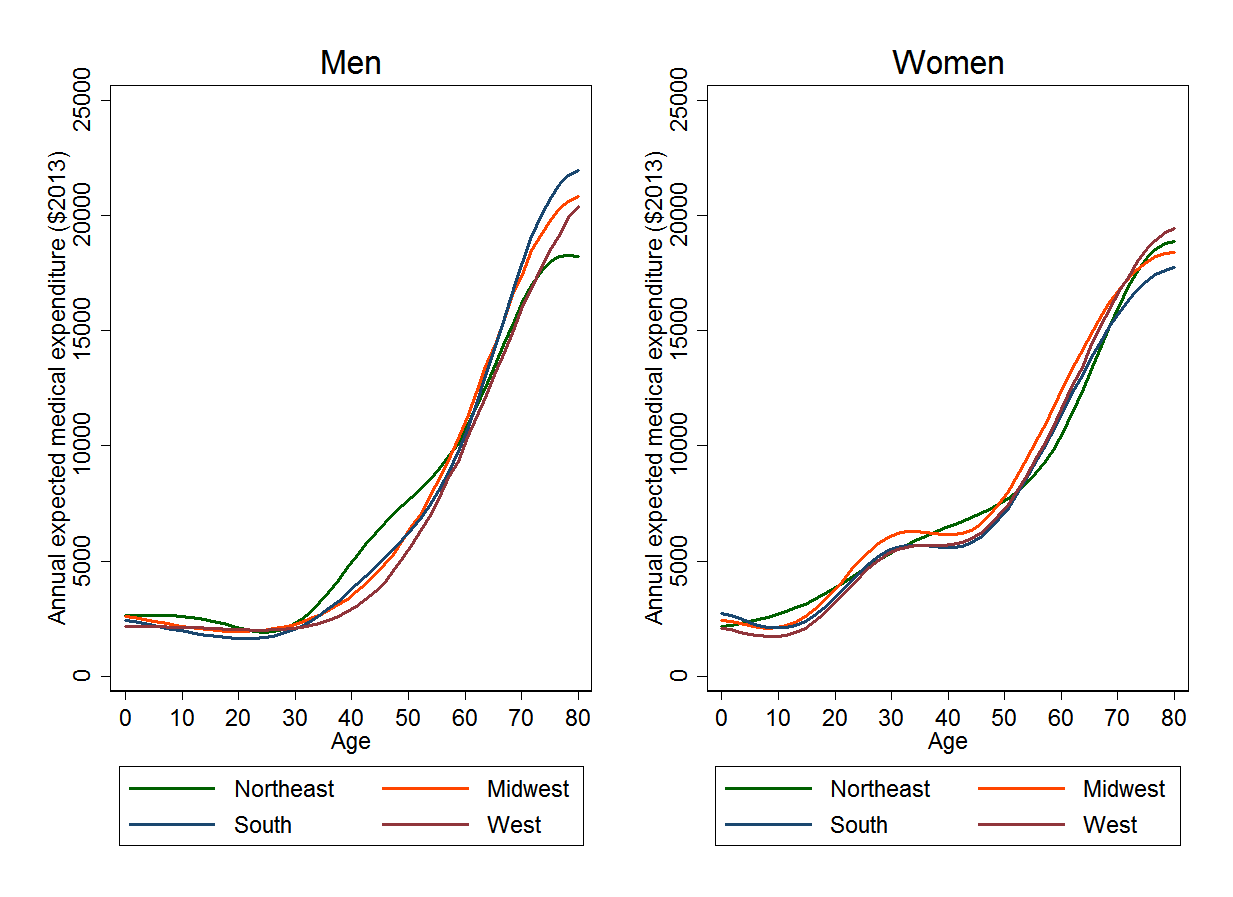 Men
Annual expected medical expenditure ($2013)
25000
20000
15000
10000
5000
0
0 10 20 30 40 50 60 70 80
Age
Northeast Midwest
South West
Women
Annual expected medical expenditure ($2013)
25000
20000
15000
10000
5000
0
0 10 20 30 40 50 60 70 80
Age
Northeast Midwest
South West